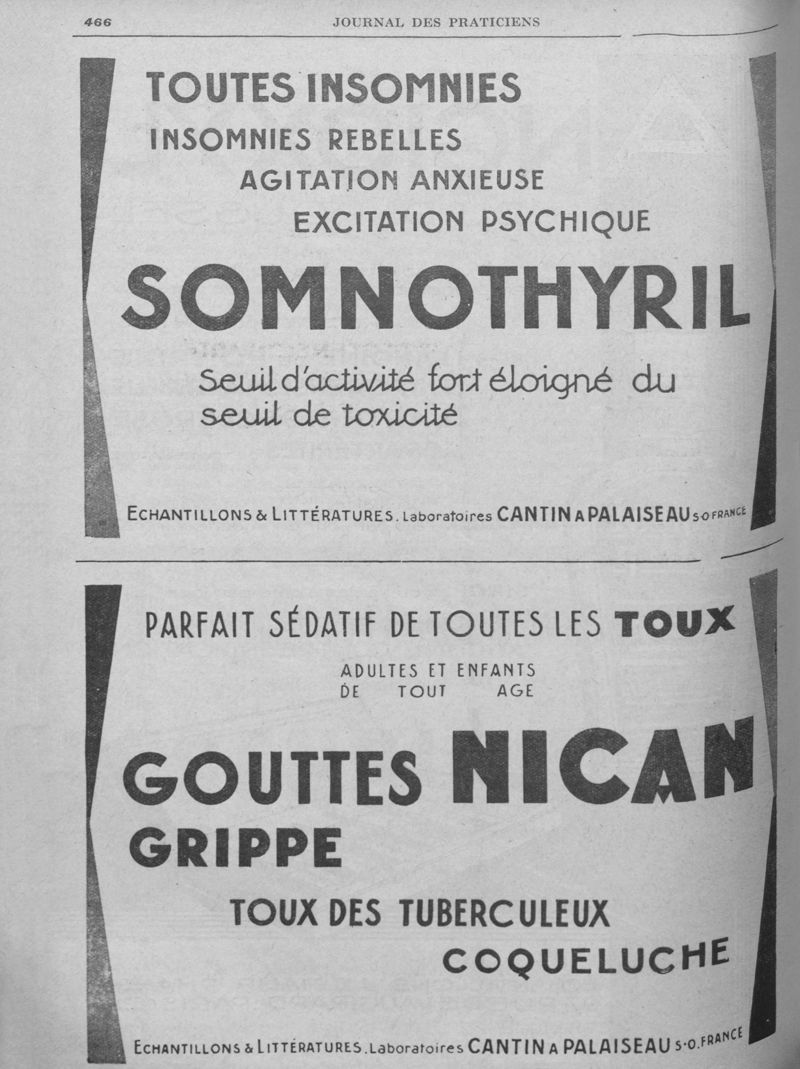 466
JOURNAL DES PRATICIENS
TOUTES INSOMNIES
INSOMNIES REBELLES
AGITATION ANXIEUSE
EXCITATION PSYCHIQUE
SOMNOTHYRIL
Seuil d'activité fort éloigné du
seuil de toxicité
ECHANTILLONS & LITTÉRATURES. Laboratoires CANTIN A PALAISEAU S-O FRANCE
PARFAIT SÉDATIF DE TOUTES LES TOUX
ADULTES ET ENFANTS
DE TOUT AGE
GOUTTES NICAN
GRIPPE
TOUX DES TUBERCULEUX
COQUELUCHE
ECHANTILLONS & LITTÉRATURES. Laboratoires CANTIN A PALAISEAU S-O. FRANCE